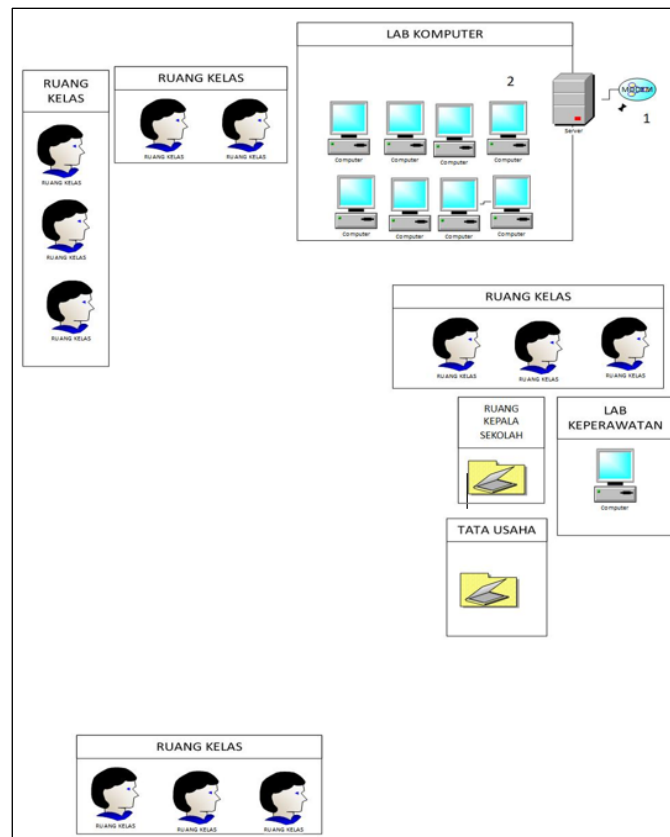 LAB KOMPUTER
2
Computer
Computer
Computer
Computer
Computer
Computer
Computer
Computer
Server
MODEM
1
RUANG
KELAS
RUANG KELAS
RUANG KELAS
RUANG KELAS
RUANG KELAS
RUANG KELAS
RUANG KELAS
RUANG KELAS
RUANG KELAS
RUANG KELAS
RUANG KELAS
RUANG
KEPALA
SEKOLAH
LAB
KEPERAWATAN
Computer
TATA USAHA
RUANG KELAS
RUANG KELAS
RUANG KELAS
RUANG KELAS